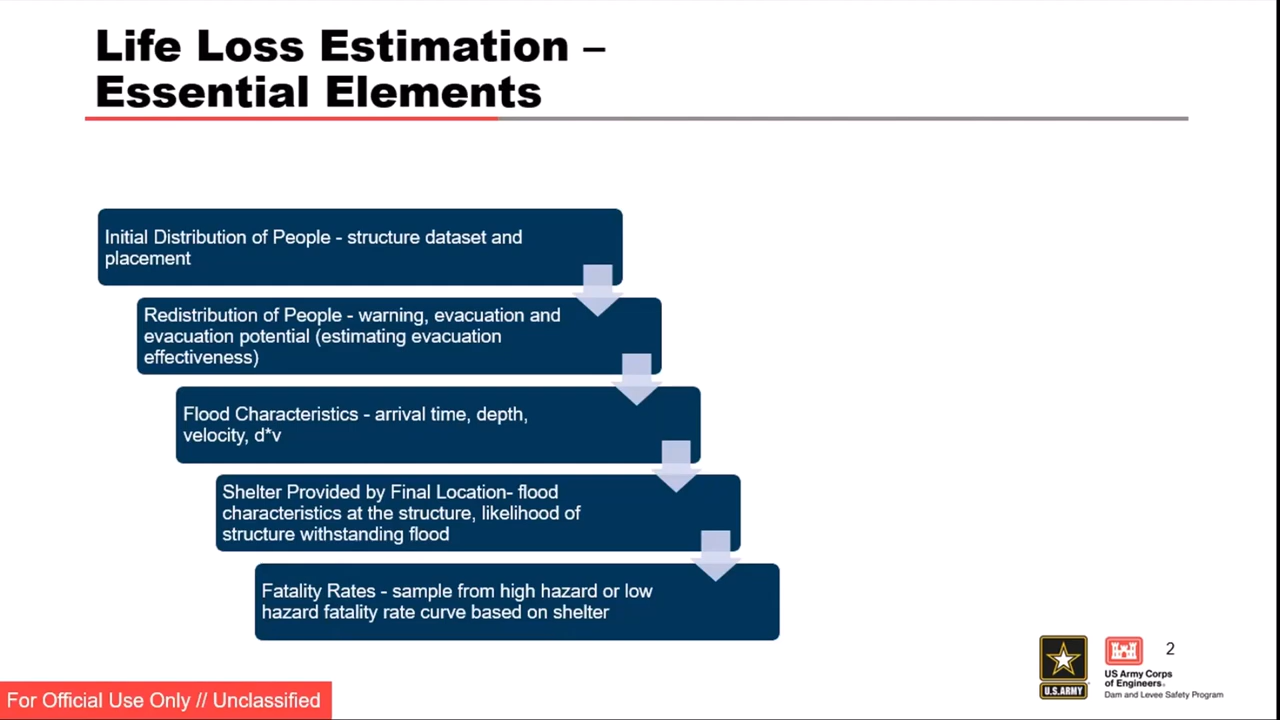 Life Loss Estimation –
Essential Elements
Initial Distribution of People - structure dataset and
placement
Redistribution of People - warning, evacuation and
evacuation potential (estimating evacuation
effectiveness)
Flood Characteristics - arrival time, depth,
velocity, d*v
Shelter Provided by Final Location- flood
characteristics at the structure, likelihood of
structure withstanding flood
Fatality Rates - sample from high hazard or low
hazard fatality rate curve based on shelter
U.S.ARMY
US Army Corps
of Engineers®
Dam and Levee Safety Program
2
For Official Use Only // Unclassified